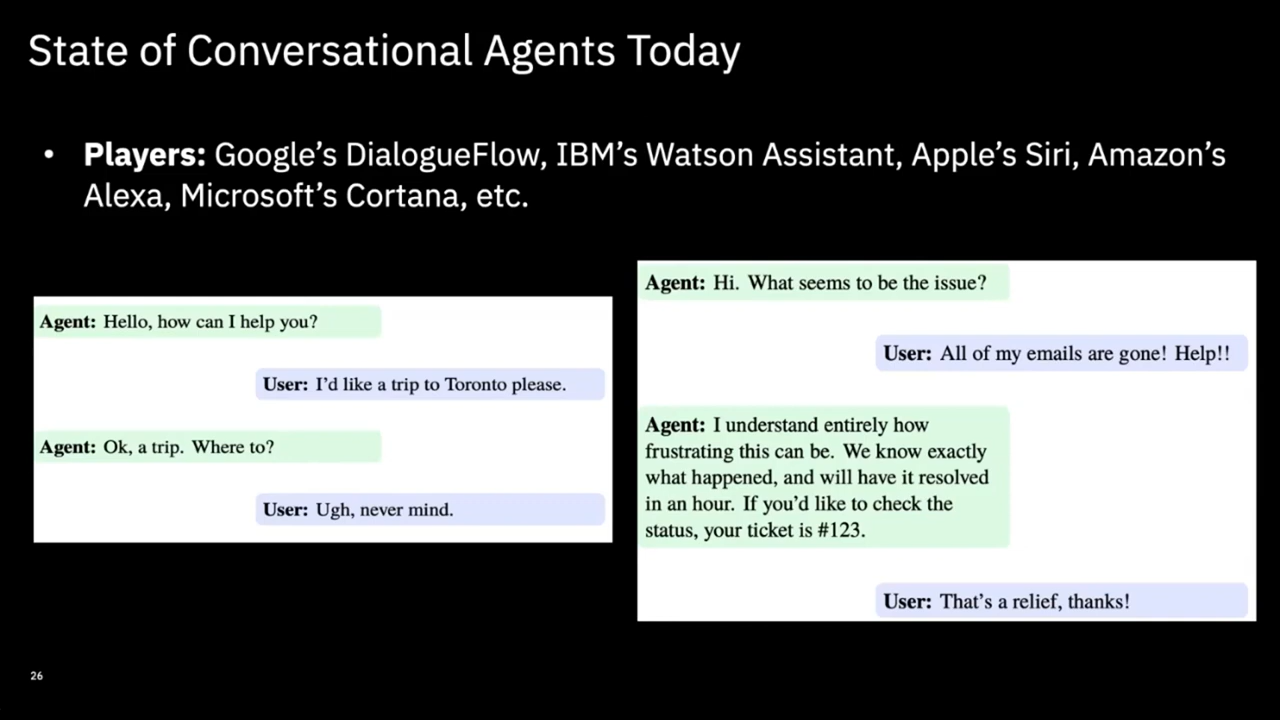 State of Conversational Agents Today
• Players: Google's DialogueFlow, IBM's Watson Assistant, Apple's Siri, Amazon's
Alexa, Microsoft's Cortana, etc.
Agent: Hello, how can I help you?
User: I'd like a trip to Toronto please.
Agent: Ok, a trip. Where to?
User: Ugh, never mind.
Agent: Hi. What seems to be the issue?
User: All of my emails are gone! Help!!
Agent: I understand entirely how
frustrating this can be. We know exactly
what happened, and will have it resolved
in an hour. If you'd like to check the
status, your ticket is #123.
User: That's a relief, thanks!
26